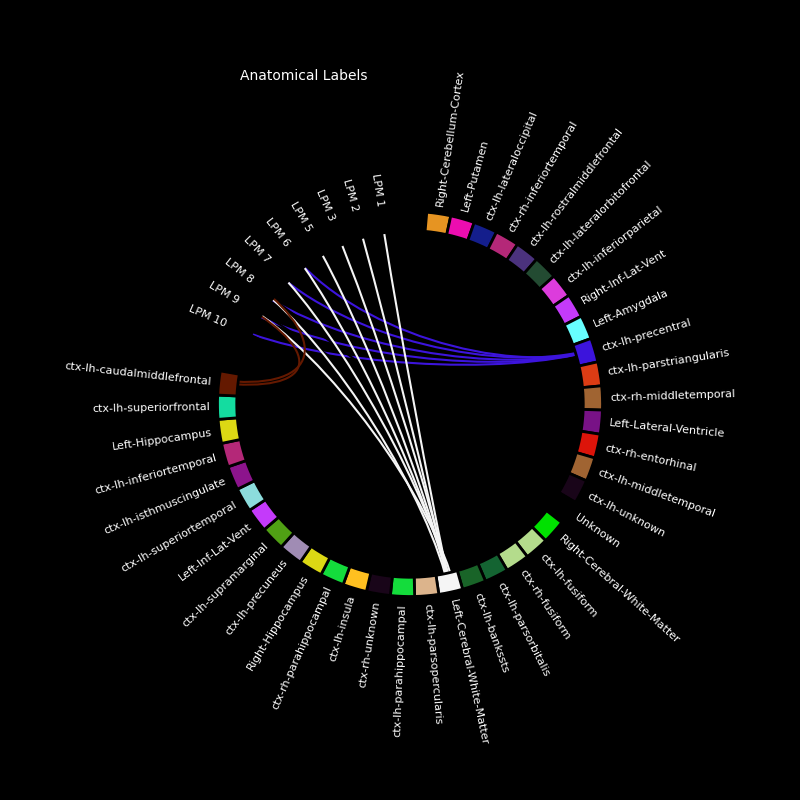 Anatomical Labels
Right-Cerebellum-Cortex
Left-Putamen
ctx-lh-lateraloccipital
ctx-rh-inferiortemporal
ctx-lh-rostralmiddlefrontal
ctx-lh-lateralorbitofrontal
ctx-lh-inferiorparietal
Right-Inf-Lat-Vent
Left-Amygdala
ctx-lh-precentral
ctx-lh-parstriangularis
ctx-rh-middletemporal
Left-Lateral-Ventricle
ctx-rh-entorhinal
ctx-lh-middletemporal
ctx-lh-unknown
Unknown
Right-Cerebral-White-Matter
ctx-lh-fusiform
ctx-rh-fusiform
ctx-lh-parsorbitalis
ctx-lh-bankssts
Left-Cerebral-White-Matter
ctx-lh-parsopercularis
ctx-lh-parahippocampal
ctx-rh-unknown
ctx-lh-insula
ctx-rh-parahippocampal
Right-Hippocampus
ctx-lh-precuneus
ctx-lh-supramarginal
Left-Inf-Lat-Vent
ctx-lh-superiortemporal
ctx-lh-isthmuscingulate
ctx-lh-inferiortemporal
Left-Hippocampus
ctx-lh-superiorfrontal
ctx-lh-caudalmiddlefrontal
LPM 10
LPM 9
LPM 8
LPM 7
LPM 6
LPM 5
LPM 3
LPM 2
LPM 1